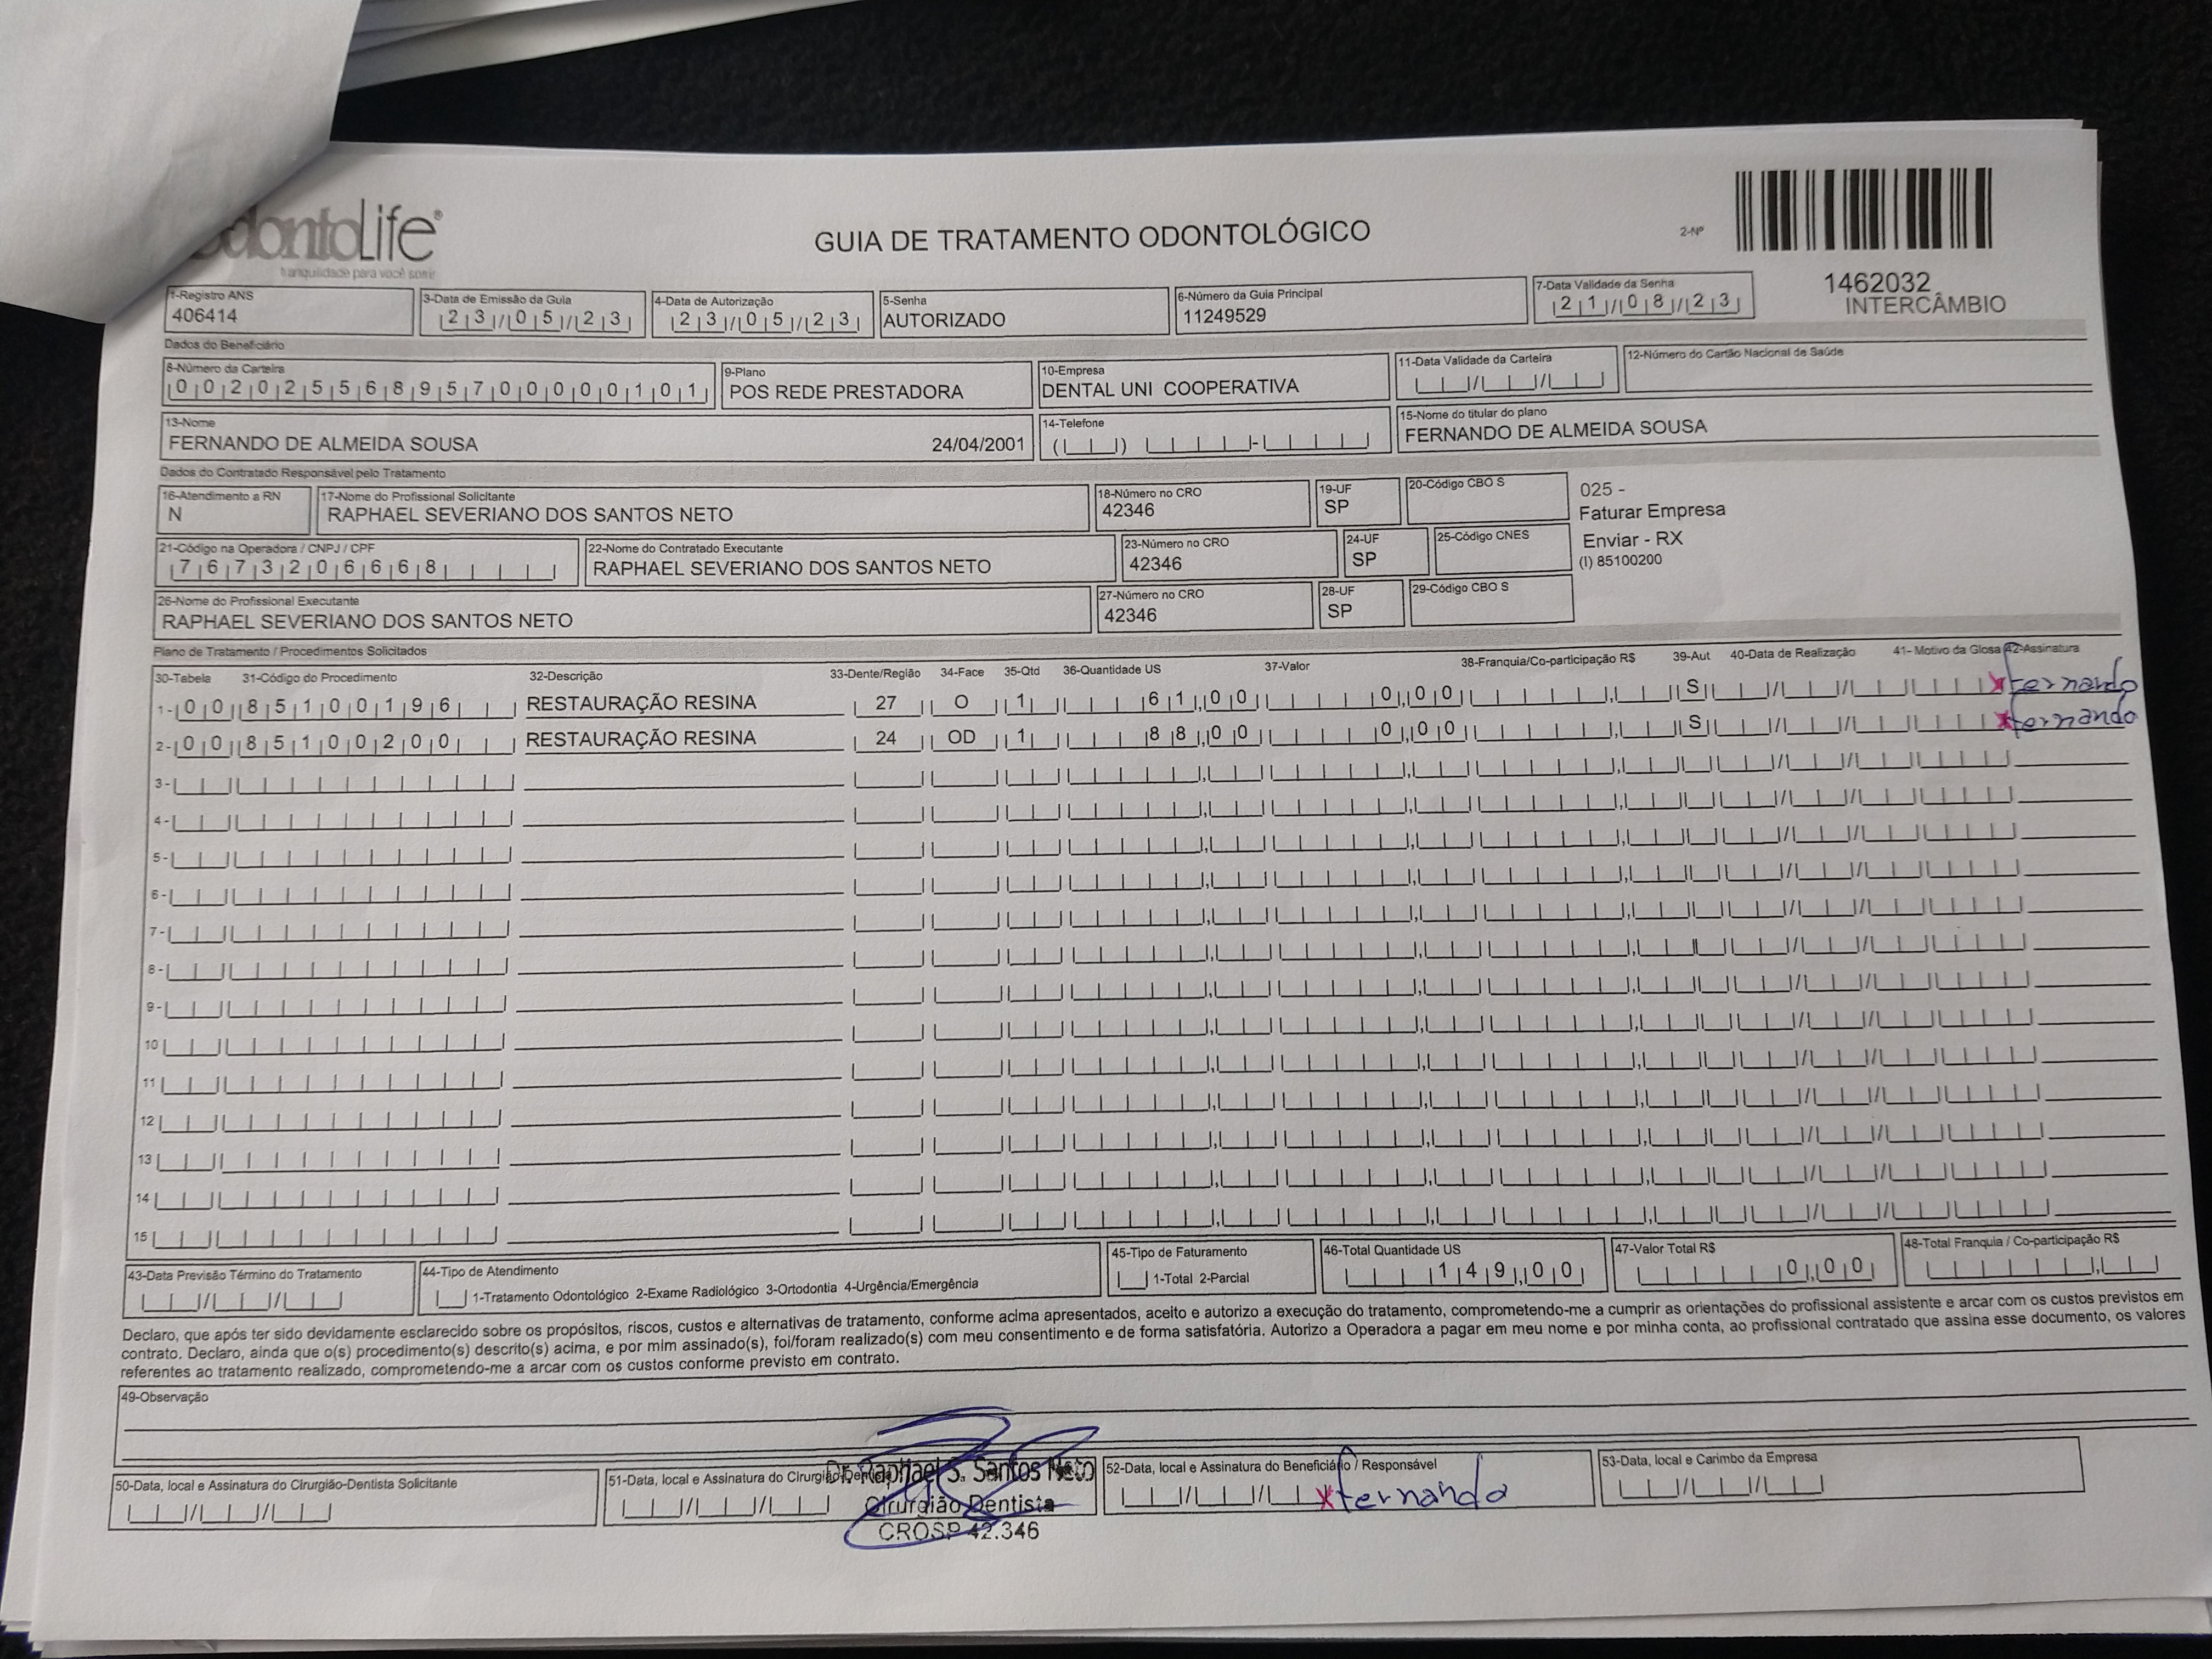 odontoLife®
tranquilidade para você sorrir
GUIA DE TRATAMENTO ODONTOLÓGICO
2-Nº
1462032
INTERCÂMBIO
1-Registro ANS
406414
3-Data de Emissão da Guia
23/05/23
4-Data de Autorização
23/05/23
5-Senha
AUTORIZADO
6-Número da Guia Principal
11249529
7-Data Validade da Senha
21/08/23
Dados do Beneficiário
8-Número da Carteira
00202556895700000101
9-Plano
POS REDE PRESTADORA
10-Empresa
DENTAL UNI COOPERATIVA
11-Data Validade da Carteira
12-Número do Cartão Nacional de Saúde
13-Nome
FERNANDO DE ALMEIDA SOUSA 24/04/2001
14-Telefone
15-Nome do titular do plano
FERNANDO DE ALMEIDA SOUSA
Dados do Contratado Responsável pelo Tratamento
16-Atendimento a RN
N
17-Nome do Profissional Solicitante
RAPHAEL SEVERIANO DOS SANTOS NETO
18-Número no CRO
42346
19-UF
SP
20-Código CBO S
025 -
Faturar Empresa
Enviar - RX
(I) 85100200
21-Código na Operadora / CNPJ / CPF
76732066668
22-Nome do Contratado Executante
RAPHAEL SEVERIANO DOS SANTOS NETO
23-Número no CRO
42346
24-UF
SP
25-Código CNES
26-Nome do Profissional Executante
RAPHAEL SEVERIANO DOS SANTOS NETO
27-Número no CRO
42346
28-UF
SP
29-Código CBO S
Plano de Tratamento / Procedimentos Solicitados
30-Tabela 31-Código do Procedimento 32-Descrição 33-Dente/Região 34-Face 35-Qtd 36-Quantidade US 37-Valor 38-Franquia/Co-participação R$ 39-Aut 40-Data de Realização 41- Motivo da Glosa 42-Assinatura
1- 00 85100196 RESTAURAÇÃO RESINA 27 O 1 61,00 0,00 S x fernando
2- 00 85100200 RESTAURAÇÃO RESINA 24 OD 1 88,00 0,00 S x fernando
3-
4-
5-
6-
7-
8-
9-
10
11
12
13
14
15
43-Data Previsão Término do Tratamento
44-Tipo de Atendimento
1-Tratamento Odontológico 2-Exame Radiológico 3-Ortodontia 4-Urgência/Emergência
45-Tipo de Faturamento
1-Total 2-Parcial
46-Total Quantidade US
149,00
47-Valor Total R$
0,00
48-Total Franquia / Co-participação R$
Declaro, que após ter sido devidamente esclarecido sobre os propósitos, riscos, custos e alternativas de tratamento, conforme acima apresentados, aceito e autorizo a execução do tratamento, comprometendo-me a cumprir as orientações do profissional assistente e arcar com os custos previstos em
contrato. Declaro, ainda que o(s) procedimento(s) descrito(s) acima, e por mim assinado(s), foi/foram realizado(s) com meu consentimento e de forma satisfatória. Autorizo a Operadora a pagar em meu nome e por minha conta, ao profissional contratado que assina esse documento, os valores
referentes ao tratamento realizado, comprometendo-me a arcar com os custos conforme previsto em contrato.
49-Observação
50-Data, local e Assinatura do Cirurgião-Dentista Solicitante
51-Data, local e Assinatura do Cirurgião-Dentista
Dr. Raphael S. Santos Neto
Cirurgião Dentista
CROSP 42.346
52-Data, local e Assinatura do Beneficiário / Responsável
x fernando
53-Data, local e Carimbo da Empresa